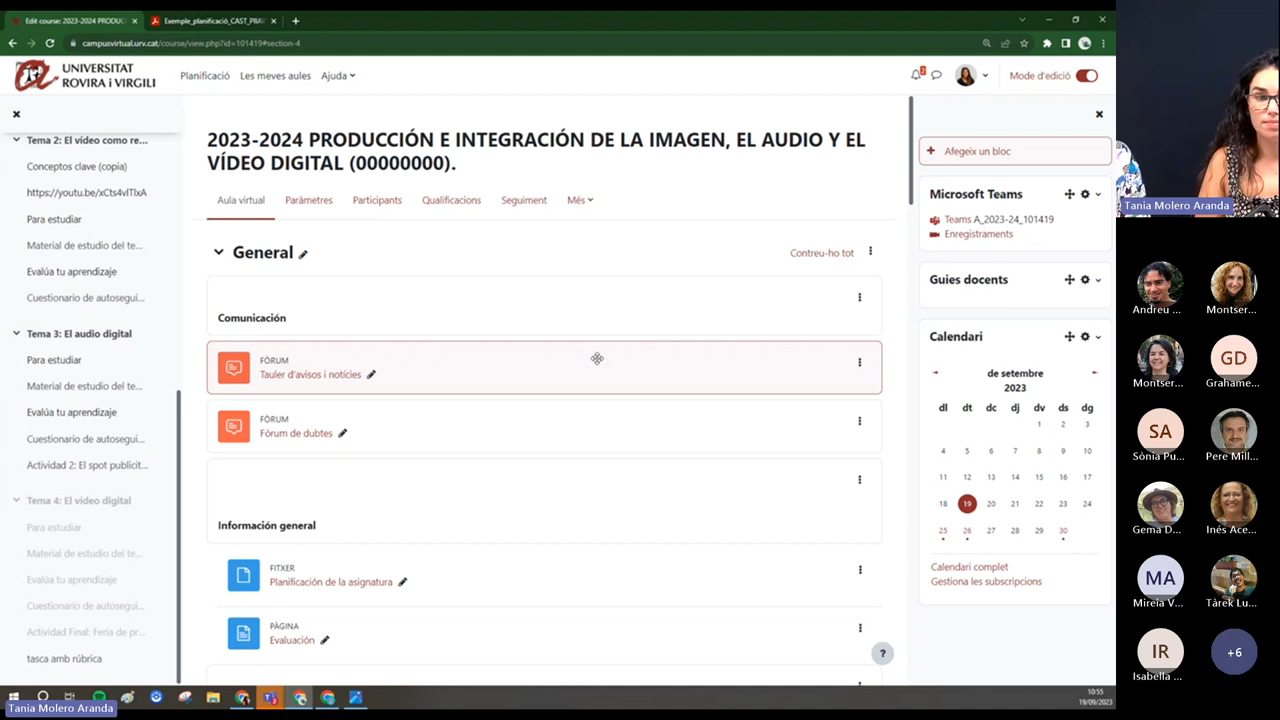 Edit course: 2023-2024 PRODUC
Exemple_planificació_CAST_PIIAV
campusvirtual.urv.cat/course/view.php?id=101419#section-4
UNIVERSITAT
ROVIRA i VIRGILI
Planificació
Les meves aules
Ajuda
2
Mode d'edició
Tema 2: El vídeo como re...
Conceptos clave (copia)
https://youtu.be/xCts4vlTlxA
Para estudiar
Material de estudio del te...
Evalúa tu aprendizaje
Cuestionario de autosegui...
Tema 3: El audio digital
Para estudiar
Material de estudio del te...
Evalúa tu aprendizaje
Cuestionario de autosegui...
Actividad 2: El spot publicit...
Tema 4: El vídeo digital
Para estudiar
Material de estudio del te...
Evalúa tu aprendizaje
Cuestionario de autosegui...
Actividad Final: Feria de pr...
tasca amb rúbrica
2023-2024 PRODUCCIÓN E INTEGRACIÓN DE LA IMAGEN, EL AUDIO Y EL
VÍDEO DIGITAL (00000000).
Aula virtual
Paràmetres
Participants
Qualificacions
Seguiment
Més
General
Contreu-ho tot
Comunicación
FÒRUM
Tauler d'avisos i notícies
FÒRUM
Fòrum de dubtes
Información general
FITXER
Planificación de la asignatura
PÀGINA
Evaluación
?
Afegeix un bloc
Microsoft Teams
Teams A_2023-24_101419
Enregistraments
Guies docents
Calendari
de setembre
2023
dl dt dc dj dv ds dg
1 2 3
4 5 6 7 8 9 10
11 12 13 14 15 16 17
18 19 20 21 22 23 24
25 26 27 28 29 30
Calendari complet
Gestiona les subscripcions
Tania Molero Aranda
Andreu ...
Montser...
Montser...
GD
Grahame...
SA
Sònia Pu...
Pere Mill...
Gema D...
Inés Ace...
MA
Mireia V...
Tàrek Lu...
IR
Isabella ...
+6
Tania Molero Aranda
10:55
19/09/2023